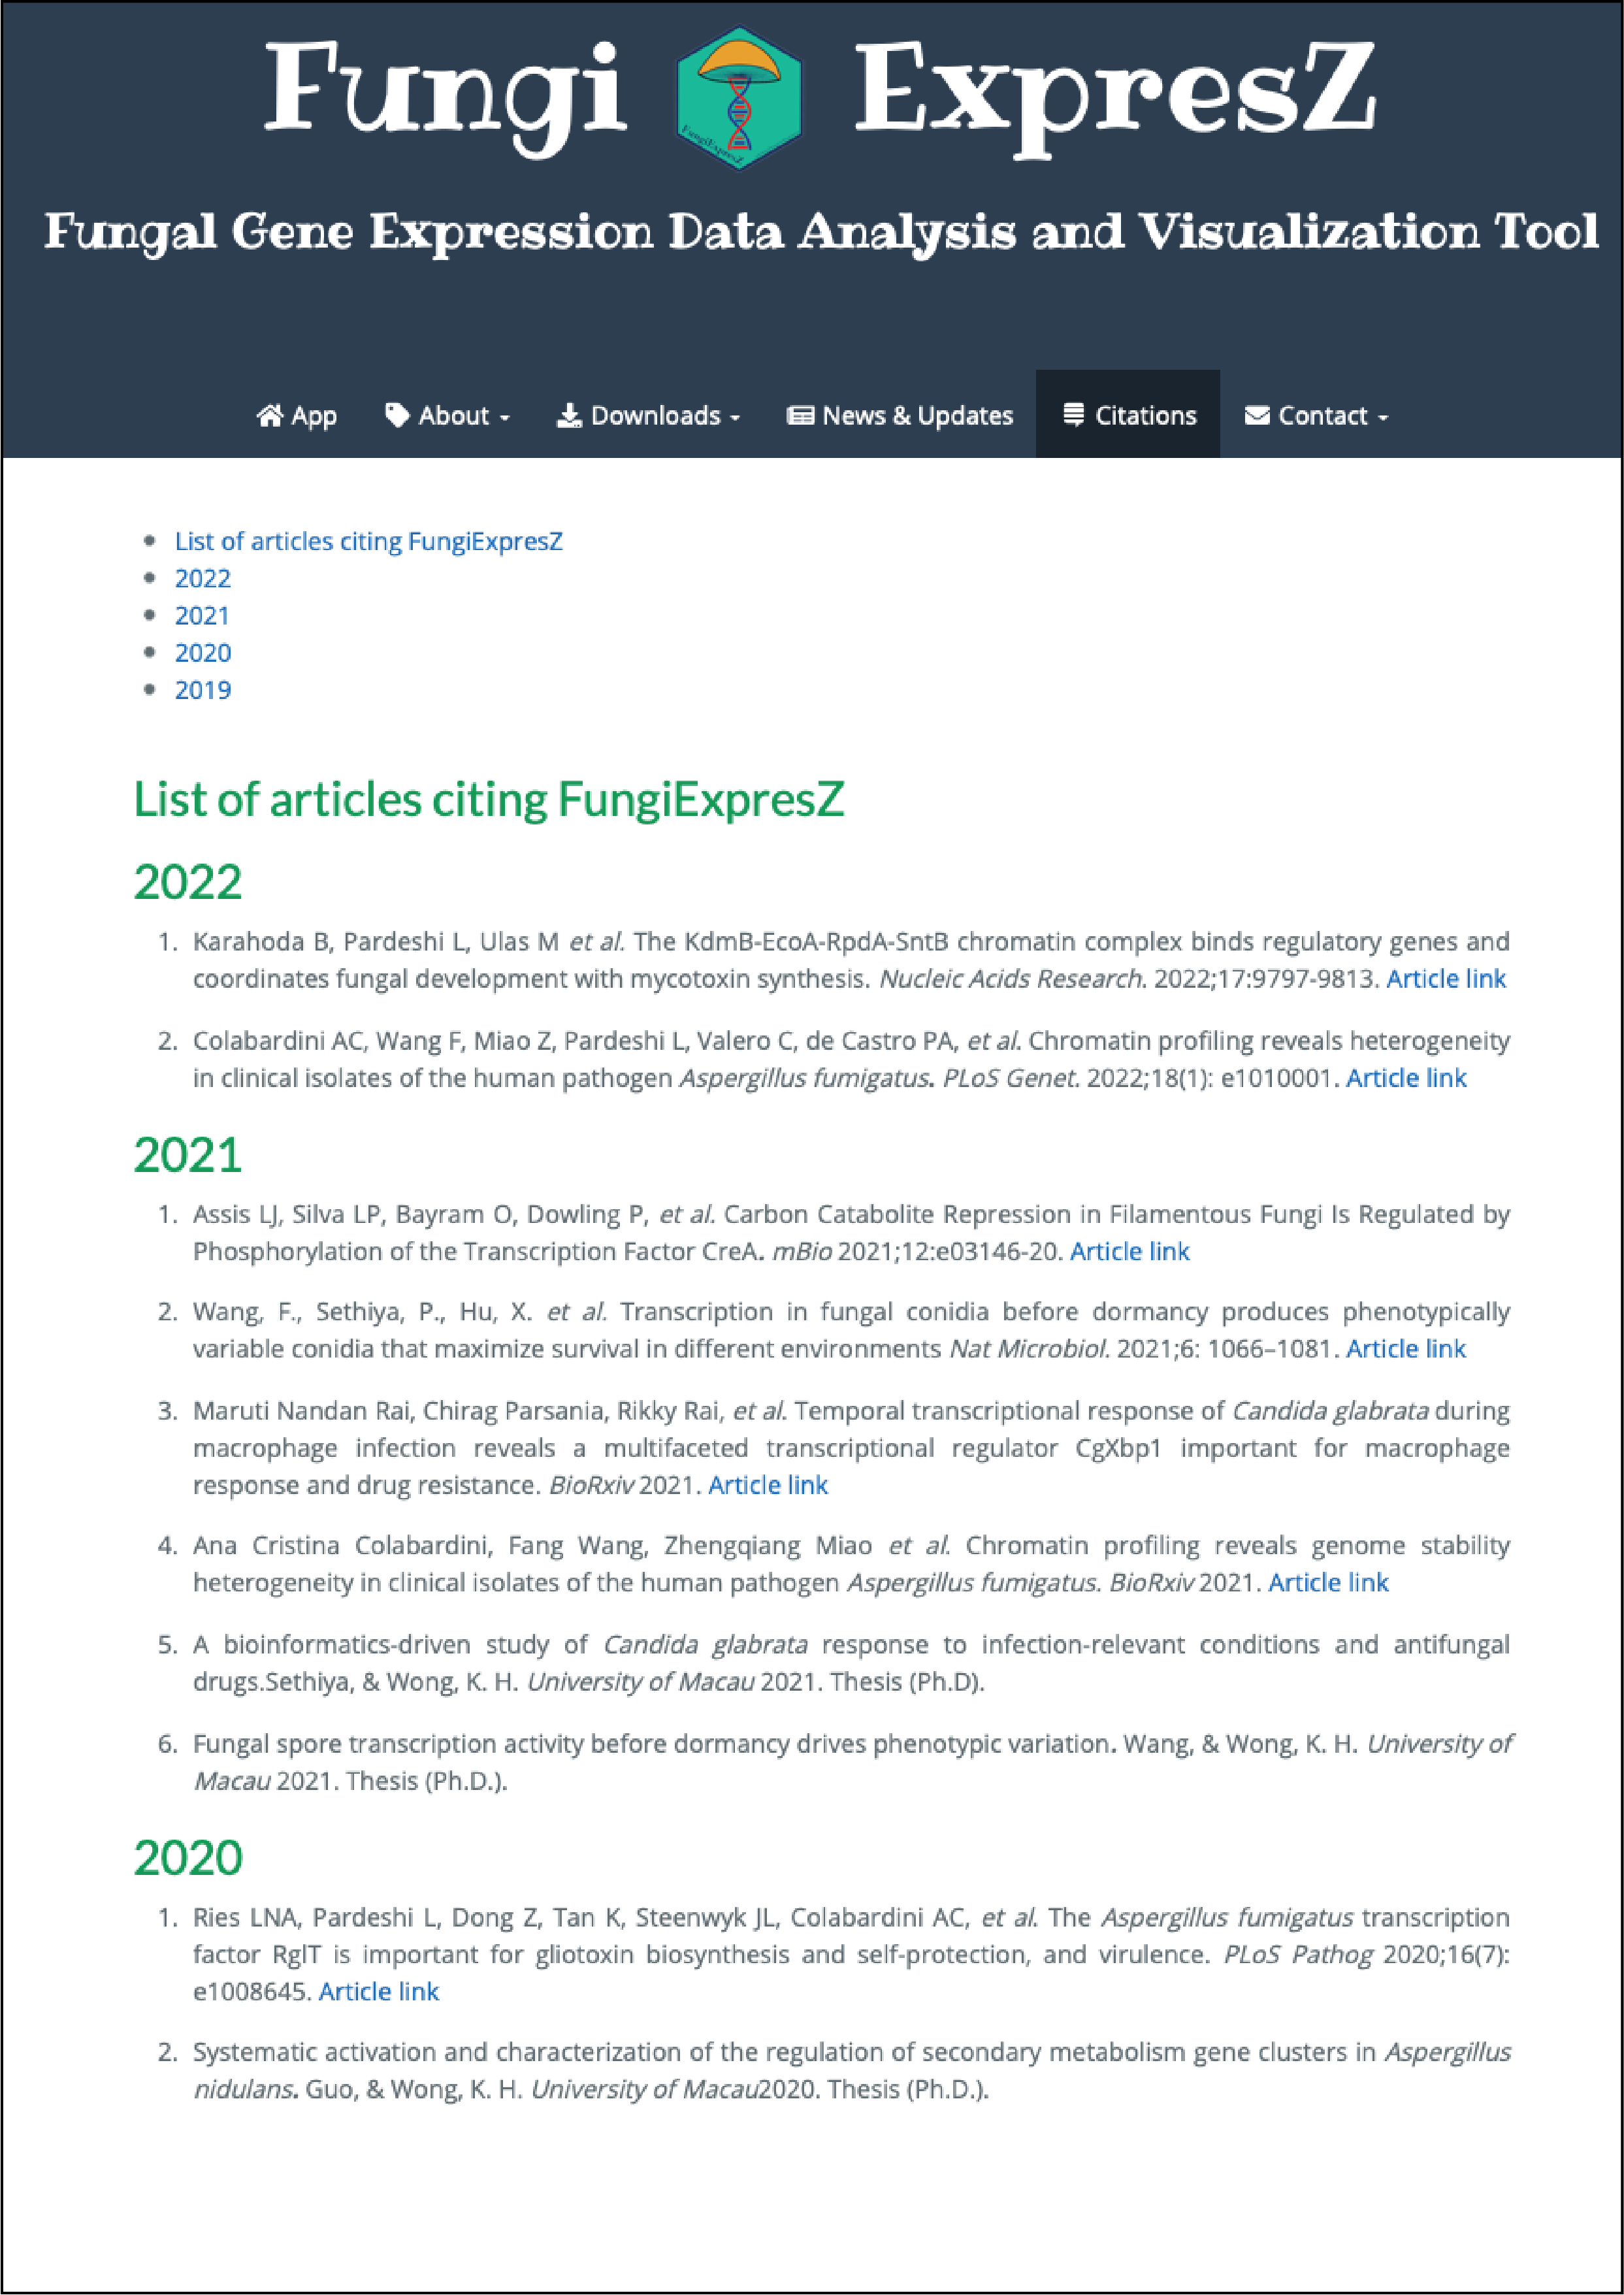 Fungi ExpresZ
FungiExpresZ
Fungal Gene Expression Data Analysis and Visualization Tool
App About Downloads News & Updates Citations Contact
List of articles citing FungiExpresZ
2022
2021
2020
2019
List of articles citing FungiExpresZ
2022
1. Karahoda B, Pardeshi L, Ulas M et al. The KdmB-EcoA-RpdA-SntB chromatin complex binds regulatory genes and
coordinates fungal development with mycotoxin synthesis. Nucleic Acids Research. 2022;17:9797-9813. Article link
2. Colabardini AC, Wang F, Miao Z, Pardeshi L, Valero C, de Castro PA, et al. Chromatin profiling reveals heterogeneity
in clinical isolates of the human pathogen Aspergillus fumigatus. PLoS Genet. 2022;18(1): e1010001. Article link
2021
1. Assis LJ, Silva LP, Bayram O, Dowling P, et al. Carbon Catabolite Repression in Filamentous Fungi Is Regulated by
Phosphorylation of the Transcription Factor CreA. mBio 2021;12:e03146-20. Article link
2. Wang, F., Sethiya, P., Hu, X. et al. Transcription in fungal conidia before dormancy produces phenotypically
variable conidia that maximize survival in different environments Nat Microbiol. 2021;6: 1066–1081. Article link
3. Maruti Nandan Rai, Chirag Parsania, Rikky Rai, et al. Temporal transcriptional response of Candida glabrata during
macrophage infection reveals a multifaceted transcriptional regulator CgXbp1 important for macrophage
response and drug resistance. BioRxiv 2021. Article link
4. Ana Cristina Colabardini, Fang Wang, Zhengqiang Miao et al. Chromatin profiling reveals genome stability
heterogeneity in clinical isolates of the human pathogen Aspergillus fumigatus. BioRxiv 2021. Article link
5. A bioinformatics-driven study of Candida glabrata response to infection-relevant conditions and antifungal
drugs.Sethiya, & Wong, K. H. University of Macau 2021. Thesis (Ph.D).
6. Fungal spore transcription activity before dormancy drives phenotypic variation. Wang, & Wong, K. H. University of
Macau 2021. Thesis (Ph.D.).
2020
1. Ries LNA, Pardeshi L, Dong Z, Tan K, Steenwyk JL, Colabardini AC, et al. The Aspergillus fumigatus transcription
factor RglT is important for gliotoxin biosynthesis and self-protection, and virulence. PLoS Pathog 2020;16(7):
e1008645. Article link
2. Systematic activation and characterization of the regulation of secondary metabolism gene clusters in Aspergillus
nidulans. Guo, & Wong, K. H. University of Macau2020. Thesis (Ph.D.).